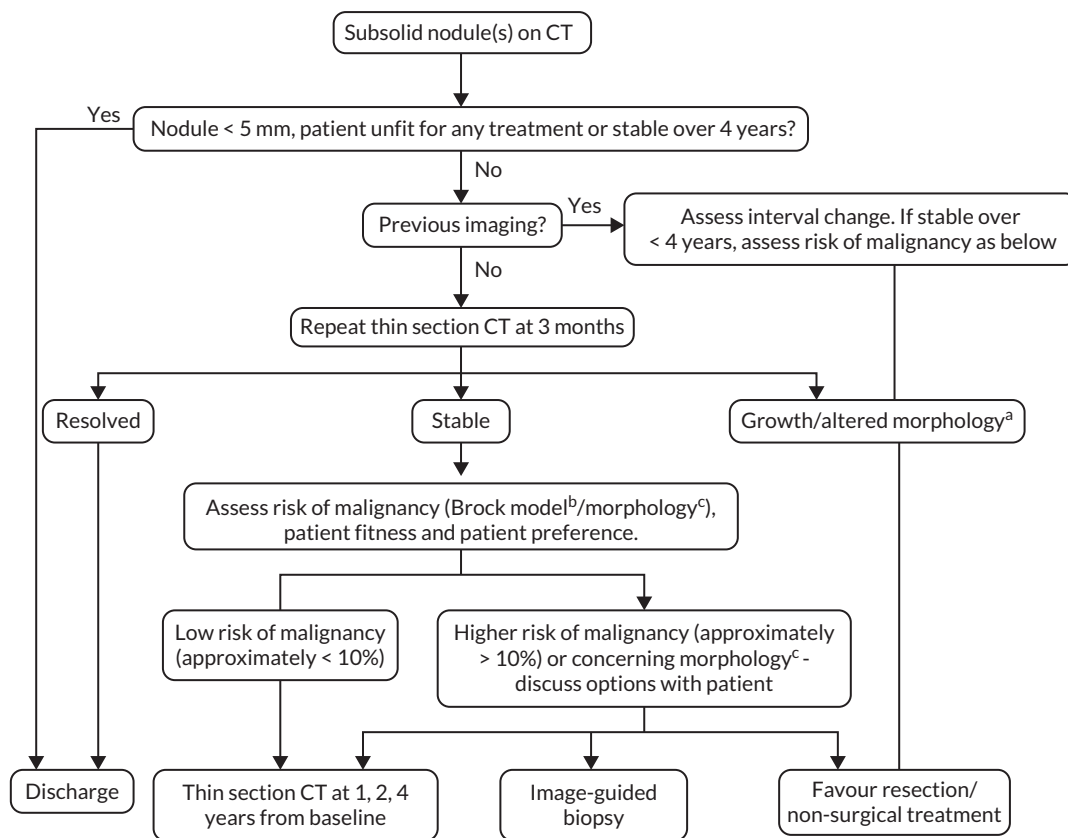 Subsolid nodule(s) on CT
Yes
Nodule < 5 mm, patient unfit for any treatment or stable over 4 years?
No
Previous imaging?
Yes
Assess interval change. If stable over
< 4 years, assess risk of malignancy as below
No
Repeat thin section CT at 3 months
Resolved
Stable
Growth/altered morphologyᵃ
Assess risk of malignancy (Brock modelᵇ/morphologyᶜ),
patient fitness and patient preference.
Low risk of malignancy
(approximately < 10%)
Higher risk of malignancy (approximately
> 10%) or concerning morphologyᶜ -
discuss options with patient
Discharge
Thin section CT at 1, 2, 4
years from baseline
Image-guided
biopsy
Favour resection/
non-surgical treatment